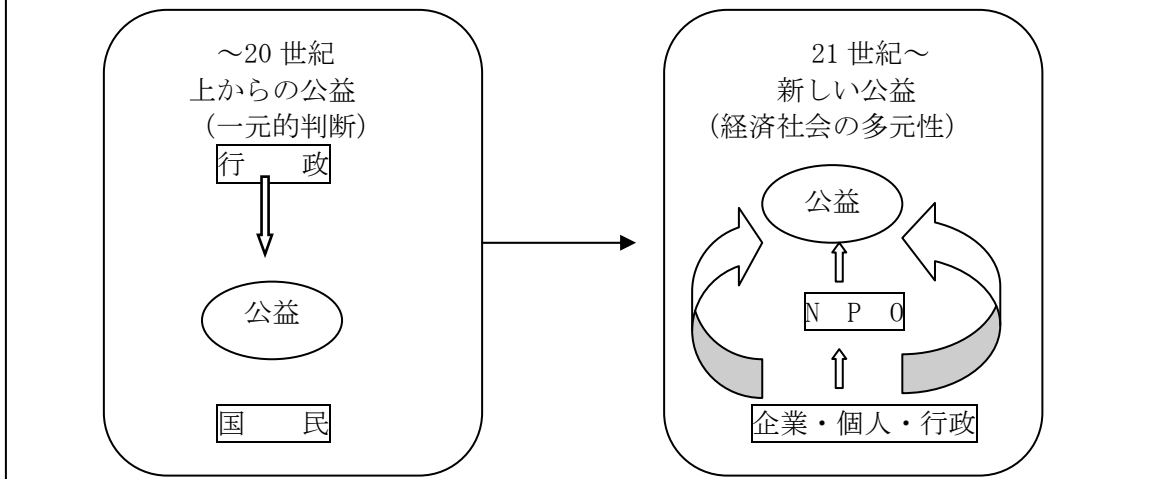 ～20 世紀
上からの公益
（一元的判断）
行 政
公益
国 民
21 世紀～
新しい公益
（経済社会の多元性）
公益
N P O
企業・個人・行政